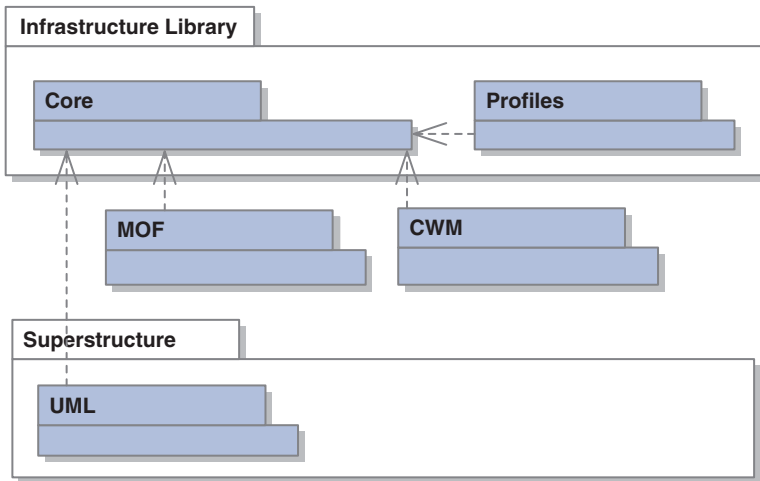 Infrastructure Library
Core
Profiles
MOF
CWM
Superstructure
UML